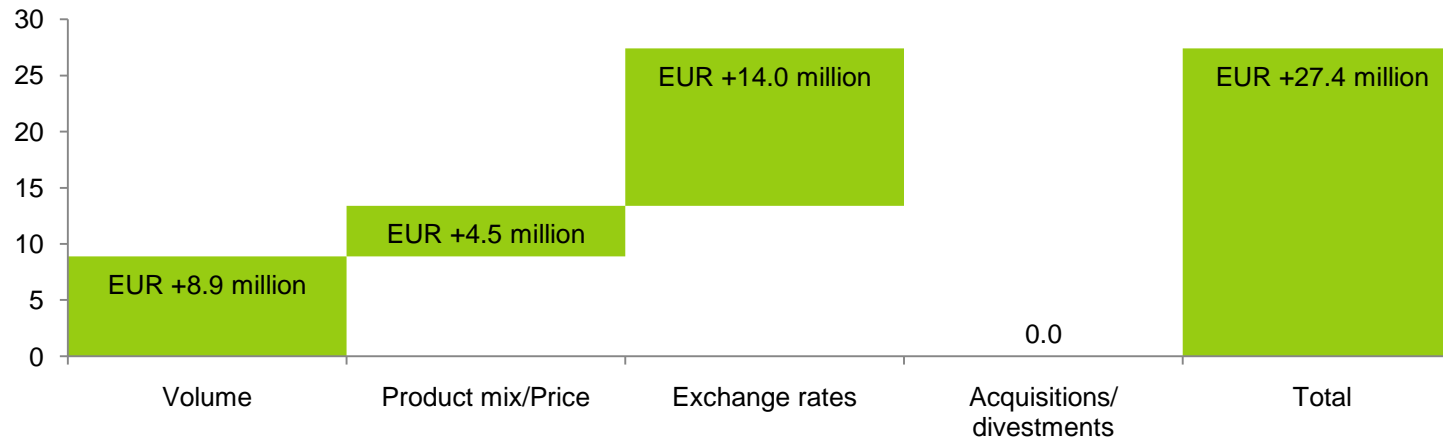 30
25
20
15
10
5
0
EUR +8.9 million
EUR +4.5 million
EUR +14.0 million
0.0
EUR +27.4 million
Volume
Product mix/Price
Exchange rates
Acquisitions/
divestments
Total